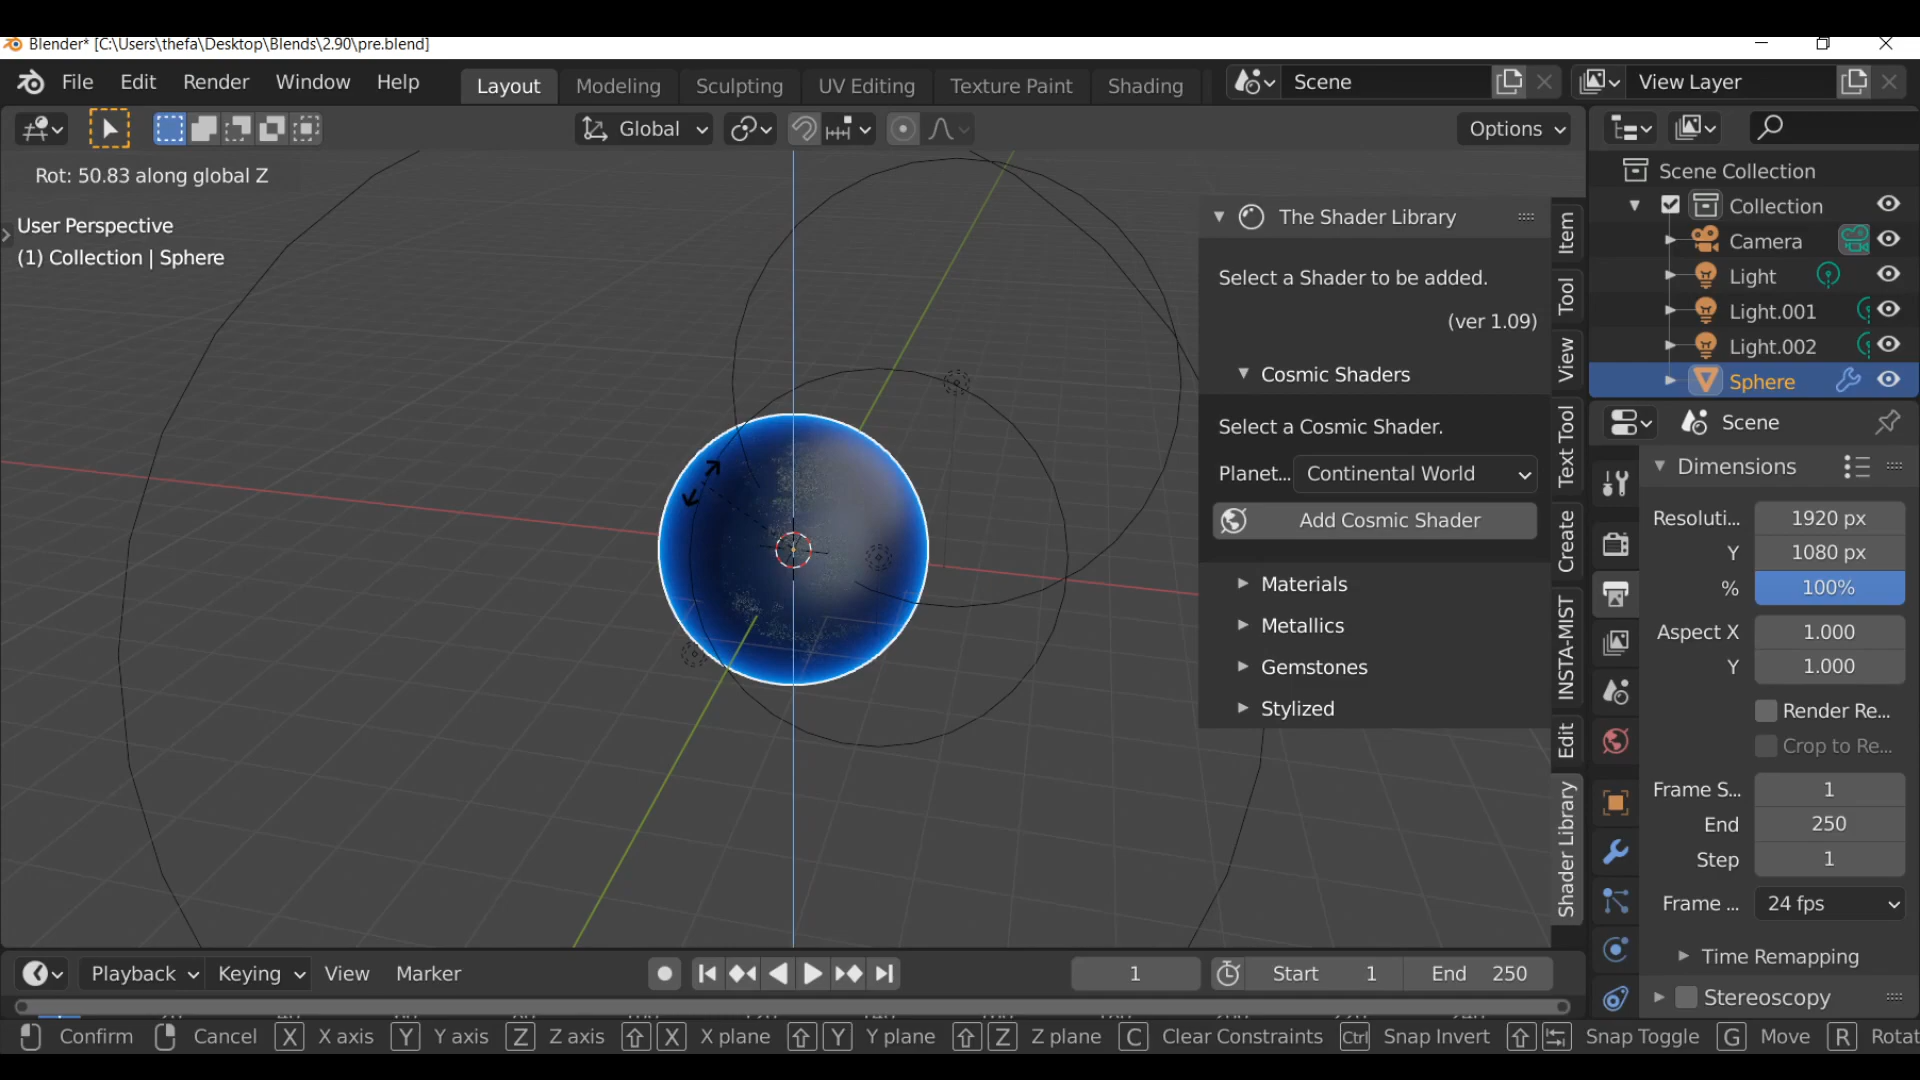 Blender* [C:\Users\thefa\Desktop\Blends\2.90\pre.blend]
File Edit Render Window Help Layout Modeling Sculpting UV Editing Texture Paint Shading Scene View Layer
Global Options
Rot: 50.83 along global Z
User Perspective
(1) Collection | Sphere
The Shader Library
Select a Shader to be added.
(ver 1.09)
Cosmic Shaders
Select a Cosmic Shader.
Planet... Continental World
Add Cosmic Shader
Materials
Metallics
Gemstones
Stylized
Item
Tool
View
Text Tool
Create
INSTA-MIST
Edit
Shader Library
Scene Collection
Collection
Camera
Light
Light.001
Light.002
Sphere
Scene
Dimensions
Resoluti... 1920 px
Y 1080 px
% 100%
Aspect X 1.000
Y 1.000
Render Re...
Crop to Re...
Frame S... 1
End 250
Step 1
Frame ... 24 fps
Time Remapping
Stereoscopy
Playback Keying View Marker 1 Start 1 End 250
Confirm Cancel X X axis Y Y axis Z Z axis X X plane Y Y plane Z Z plane C Clear Constraints Ctrl Snap Invert Snap Toggle G Move R Rotat